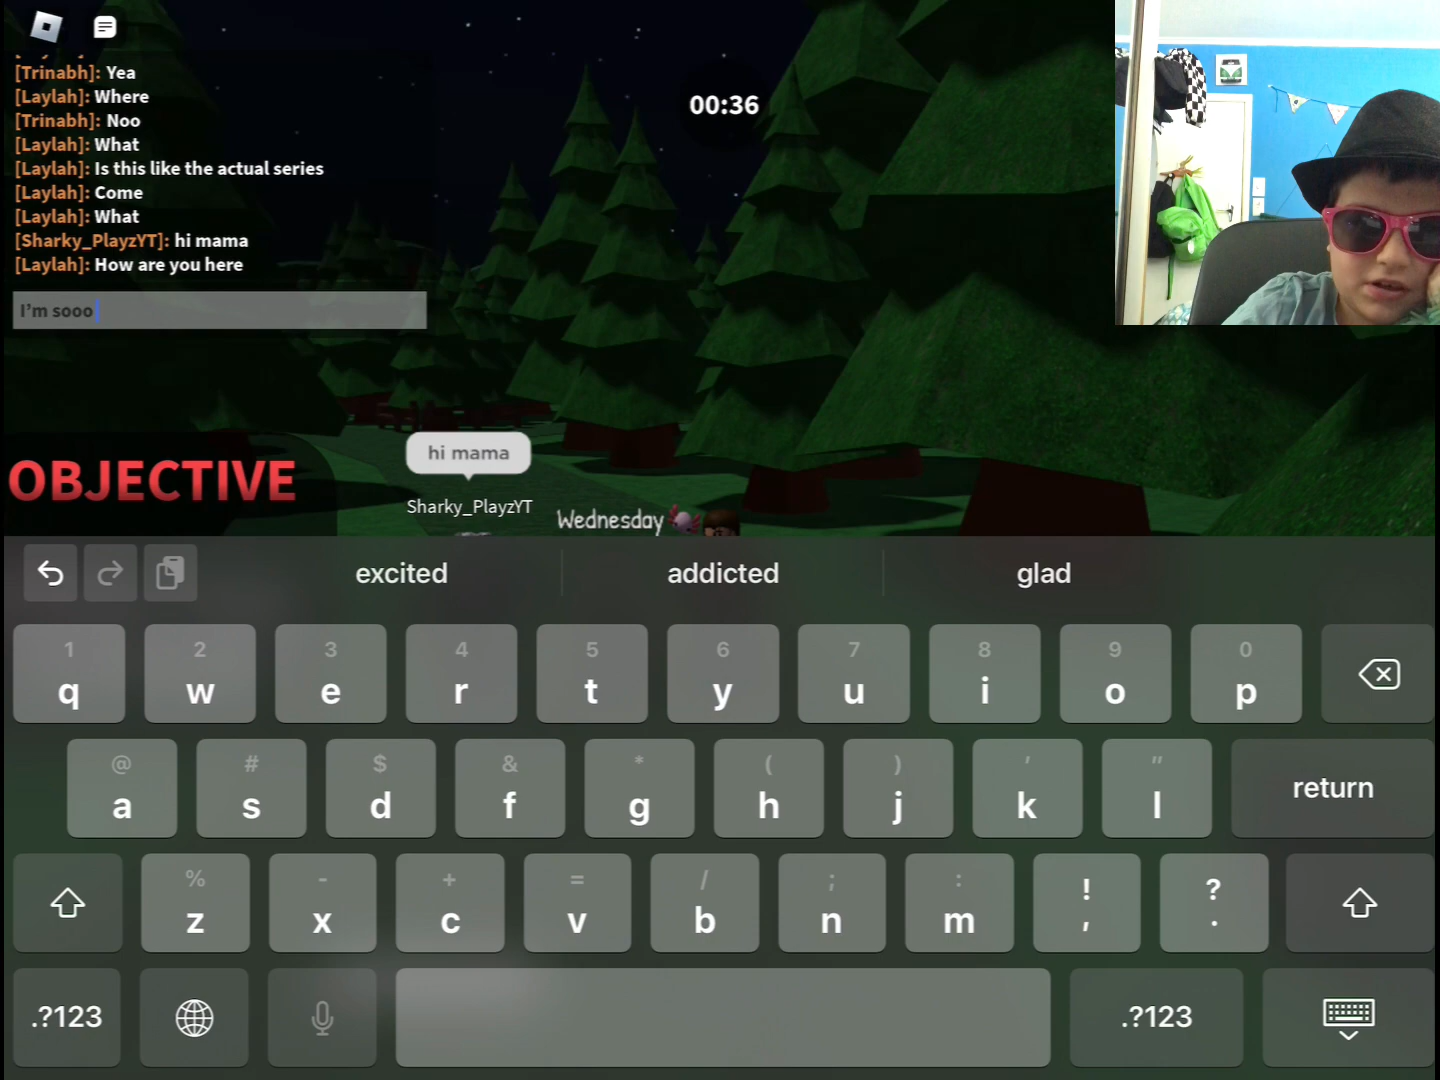 [Trinabh]: Yea
[Laylah]: Where
[Trinabh]: Noo
[Laylah]: What
[Laylah]: Is this like the actual series
[Laylah]: Come
[Laylah]: What
[Sharky_PlayzYT]: hi mama
[Laylah]: How are you here
I'm sooo
00:36
OBJECTIVE
hi mama
Sharky_PlayzYT
Wednesday
excited addicted glad
1 2 3 4 5 6 7 8 9 0
q w e r t y u i o p
@ # $ & * ( ) ' "
a s d f g h j k l return
% - + = / ; : ! ?
z x c v b n m , .
.?123 .?123